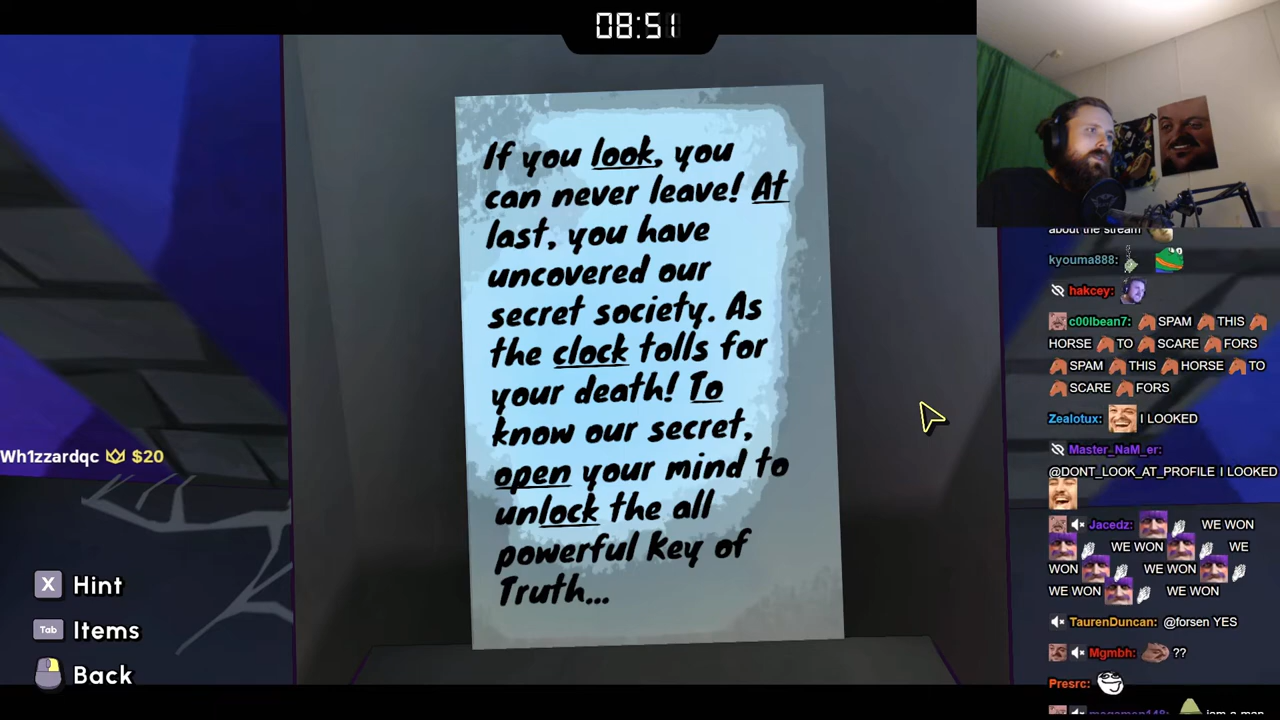 08:51
If you look, you
can never leave! At
last, you have
uncovered our
secret society. As
the clock tolls for
your death! To
know our secret,
open your mind to
unlock the all
powerful key of
Truth...
Wh1zzardqc $20
X Hint
Tab Items
Back
about the stream
kyouma888:
hakcey:
c00lbean7: SPAM THIS
HORSE TO SCARE FORS
SPAM THIS HORSE TO
SCARE FORS
Zealotux: I LOOKED
Master_NaM_er:
@DONT_LOOK_AT_PROFILE I LOOKED
Jacedz: WE WON
WE WON WE
WON WE WON
WE WON WE WON
TaurenDuncan: @forsen YES
Mgmbh: ??
Presrc: